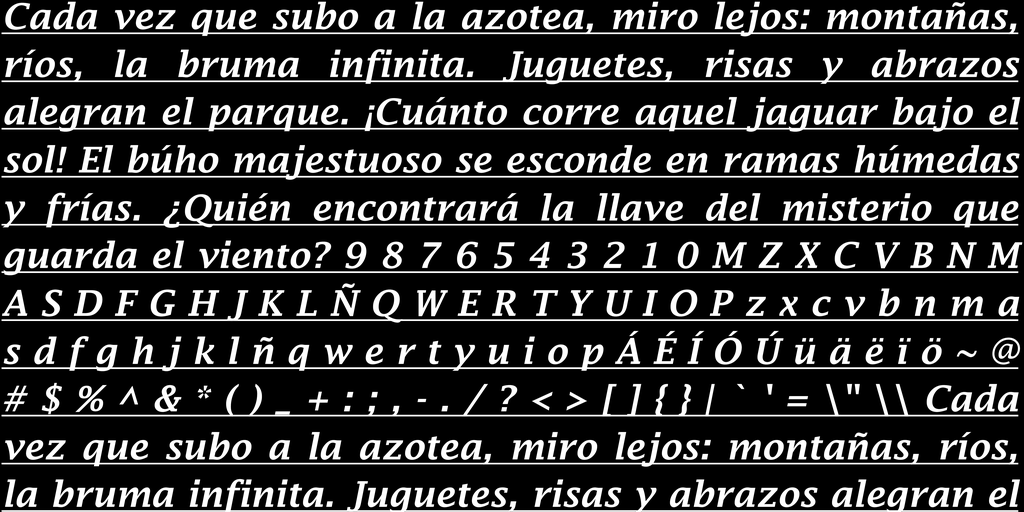 Cada vez que subo a la azotea, miro lejos: montañas,
ríos, la bruma infinita. Juguetes, risas y abrazos
alegran el parque. ¡Cuánto corre aquel jaguar bajo el
sol! El búho majestuoso se esconde en ramas húmedas
y frías. ¿Quién encontrará la llave del misterio que
guarda el viento? 9 8 7 6 5 4 3 2 1 0 M Z X C V B N M
A S D F G H J K L Ñ Q W E R T Y U I O P z x c v b n m a
s d f g h j k l ñ q w e r t y u i o p Á É Í Ó Ú ü ä ë ï ö ~ @
# $ % ^ & * ( ) _ + : ; , - . / ? < > [ ] { } | ` ' = \" \\ Cada
vez que subo a la azotea, miro lejos: montañas, ríos,
la bruma infinita. Juguetes, risas y abrazos alegran el